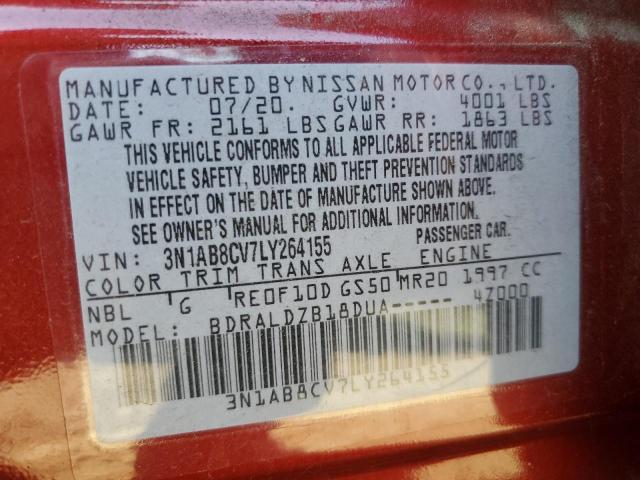 MANUFACTURED BY NISSAN MOTOR CO., LTD.
DATE: 07/20. GVWR: 4001 LBS
GAWR FR: 2161 LBS GAWR RR: 1863 LBS
THIS VEHICLE CONFORMS TO ALL APPLICABLE FEDERAL MOTOR
VEHICLE SAFETY, BUMPER AND THEFT PREVENTION STANDARDS
IN EFFECT ON THE DATE OF MANUFACTURE SHOWN ABOVE.
SEE OWNER'S MANUAL FOR ADDITIONAL INFORMATION.
VIN: 3N1AB8CV7LY264155 PASSENGER CAR.
COLOR TRIM TRANS AXLE ENGINE
NBL G RE0F10D GS50 MR20 1997 CC
MODEL: BDRALDZB18DUA----- 4Z000
3N1AB8CV7LY264155